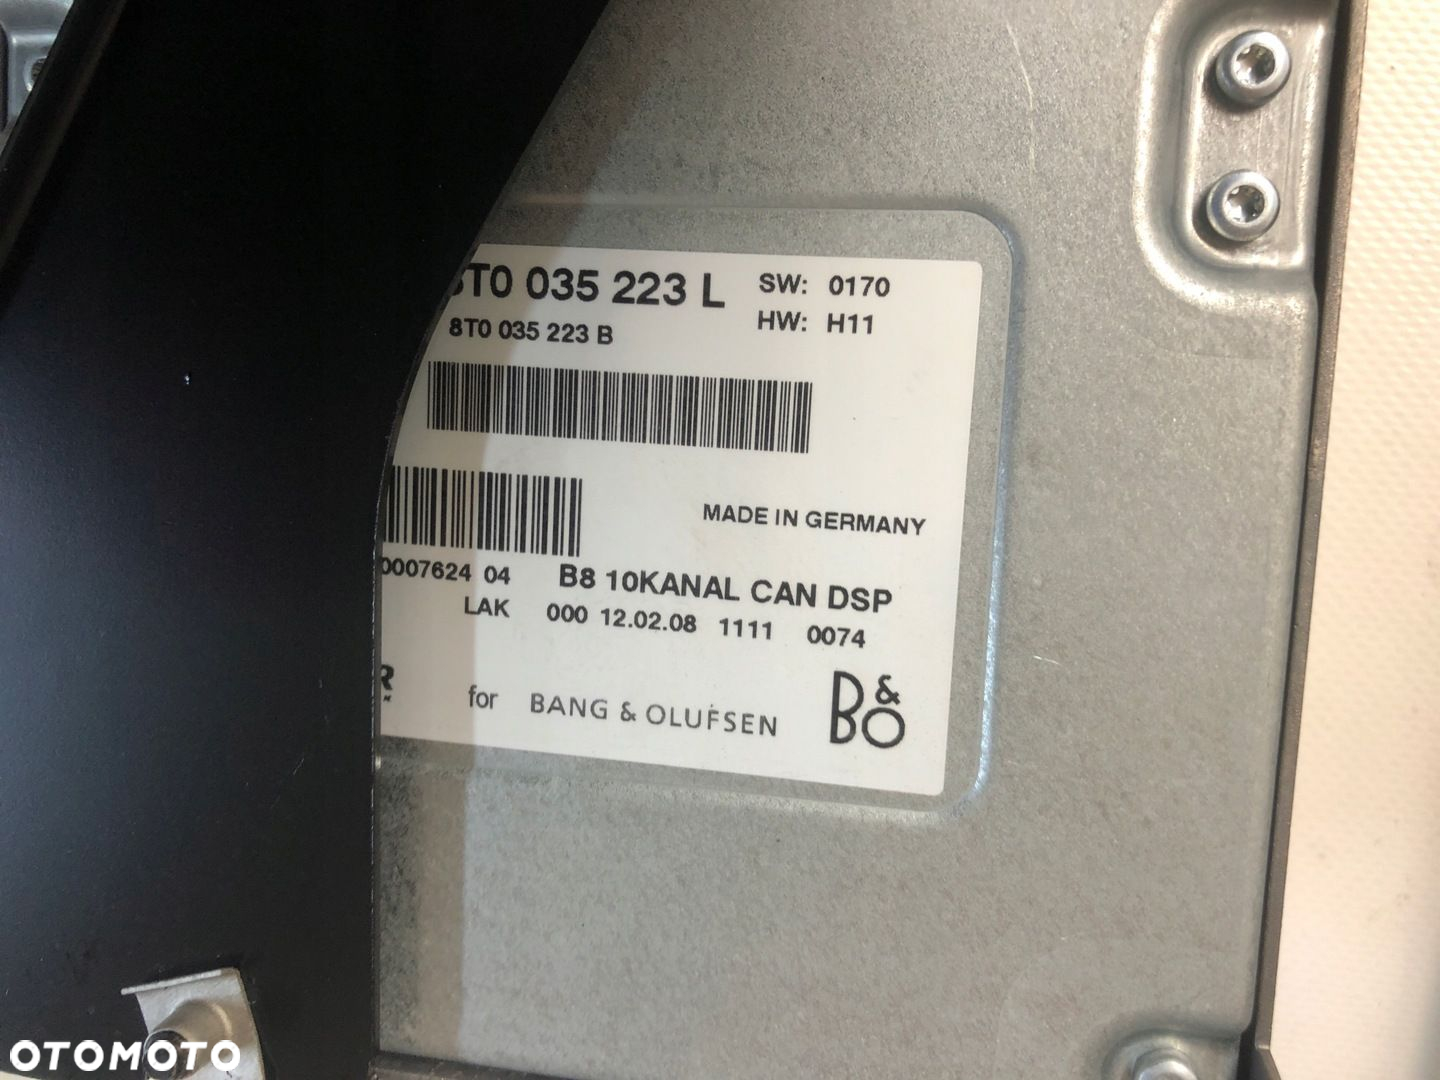 8T0 035 223 L SW: 0170
8T0 035 223 B HW: H11
MADE IN GERMANY
0007624 04 B8 10KANAL CAN DSP
LAK 000 12.02.08 1111 0074
R for BANG & OLUFSEN B&O
OTOMOTO